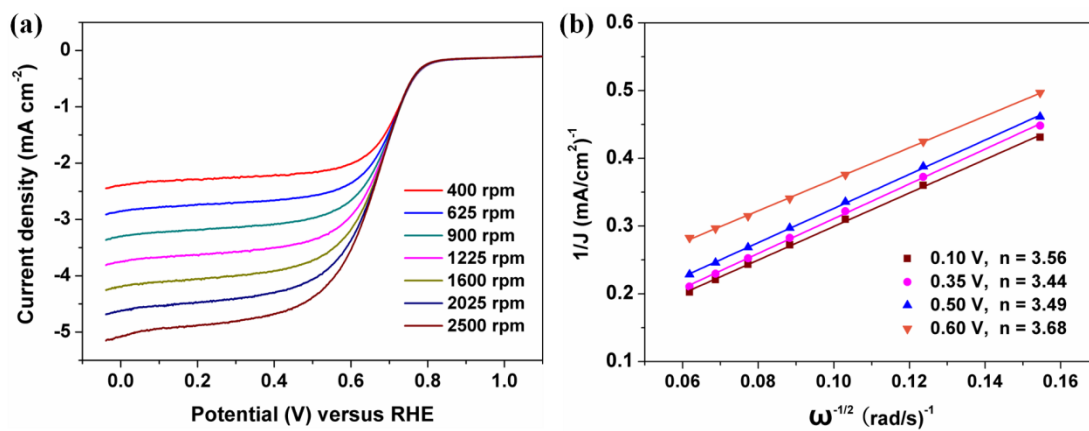 (a)
0
-1
-2
-3
-4
-5
Current density (mA cm-2)
400 rpm
625 rpm
900 rpm
1225 rpm
1600 rpm
2025 rpm
2500 rpm
0.0 0.2 0.4 0.6 0.8 1.0
Potential (V) versus RHE
(b)
0.6
0.5
0.4
0.3
0.2
0.1
1/J (mA/cm2)-1
0.10 V, n = 3.56
0.35 V, n = 3.44
0.50 V, n = 3.49
0.60 V, n = 3.68
0.06 0.08 0.10 0.12 0.14 0.16
ω-1/2 (rad/s)-1